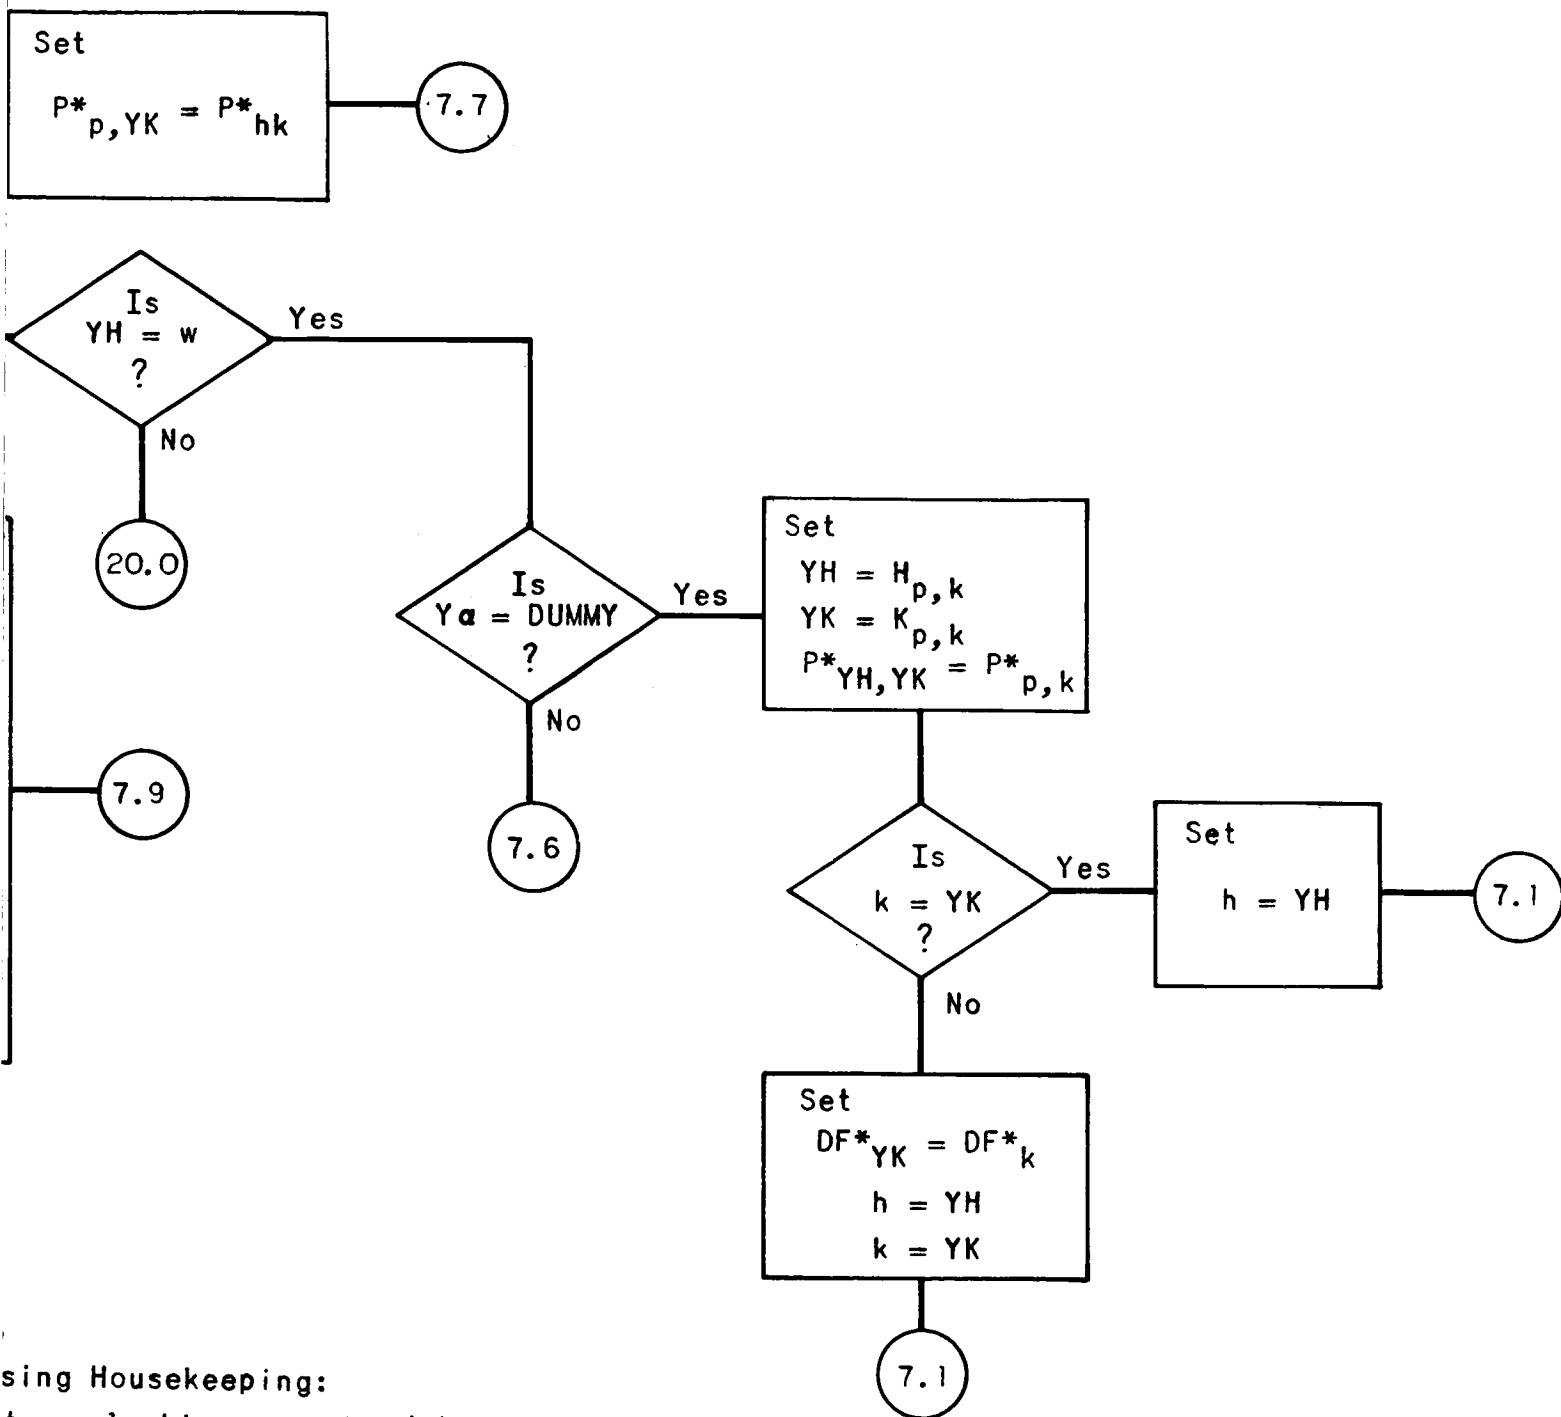 Set
P*p,YK = P*hk
7.7
Is
YH = w
?
Yes
No
20.0
Is
Yα = DUMMY
?
Yes
No
7.6
7.9
Set
YH = Hp,k
YK = Kp,k
P*YH,YK = P*p,k
Is
k = YK
?
Yes
No
Set
h = YH
7.1
Set
DF*YK = DF*k
h = YH
k = YK
7.1
sing Housekeeping: